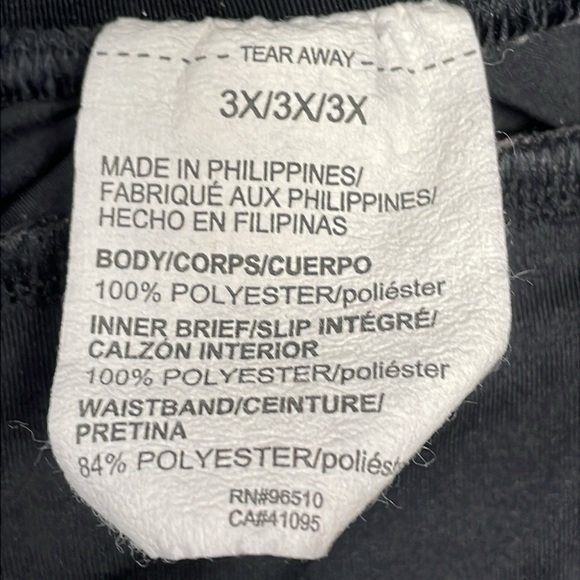 TEAR AWAY
3X/3X/3X
MADE IN PHILIPPINES/
FABRIQUÉ AUX PHILIPPINES/
HECHO EN FILIPINAS
BODY/CORPS/CUERPO
100% POLYESTER/poliéster
INNER BRIEF/SLIP INTÉGRÉ/
CALZÓN INTERIOR
100% POLYESTER/poliéster
WAISTBAND/CEINTURE/
PRETINA
84% POLYESTER/poliés
RN#96510
CA#41095